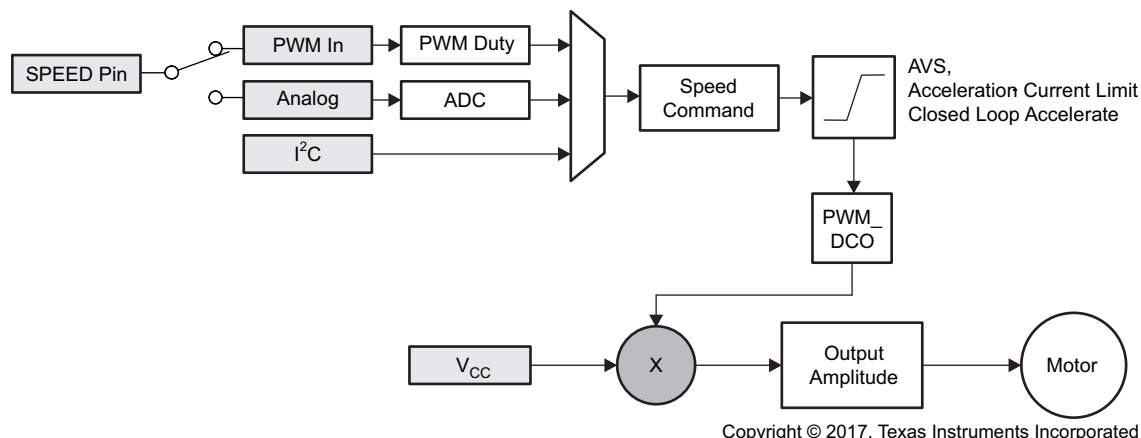 SPEED Pin
PWM In
PWM Duty
Analog
ADC
I²C
Speed
Command
AVS,
Acceleration Current Limit
Closed Loop Accelerate
PWM_
DCO
V_CC
X
Output
Amplitude
Motor
Copyright © 2017, Texas Instruments Incorporated